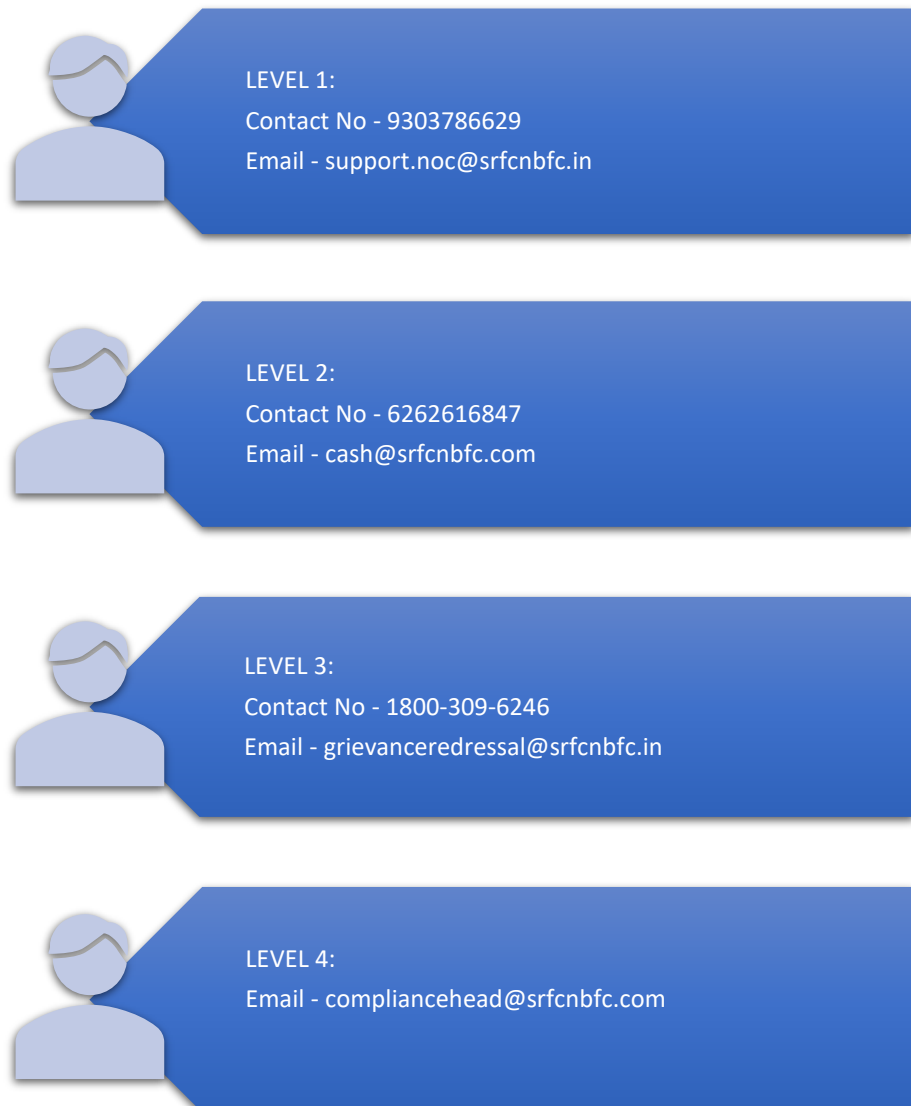 LEVEL 1:
Contact No - 9303786629
Email - support.noc@srfcnbfc.in
LEVEL 2:
Contact No - 6262616847
Email - cash@srfcnbfc.com
LEVEL 3:
Contact No - 1800-309-6246
Email - grievanceredressal@srfcnbfc.in
LEVEL 4:
Email - compliancehead@srfcnbfc.com